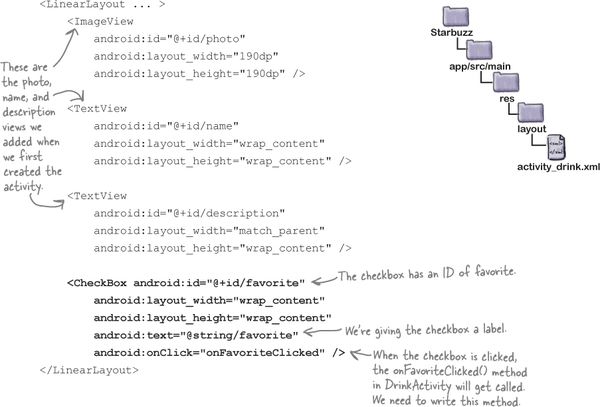 <LinearLayout ... >
<ImageView
android:id="@+id/photo"
android:layout_width="190dp"
android:layout_height="190dp" />
These are
the photo,
name, and
description
views we
added when
we first
created the
activity.
<TextView
android:id="@+id/name"
android:layout_width="wrap_content"
android:layout_height="wrap_content" />
<TextView
android:id="@+id/description"
android:layout_width="match_parent"
android:layout_height="wrap_content" />
<CheckBox android:id="@+id/favorite"
The checkbox has an ID of favorite.
android:layout_width="wrap_content"
android:layout_height="wrap_content"
android:text="@string/favorite"
We're giving the checkbox a label.
android:onClick="onFavoriteClicked" />
When the checkbox is clicked,
the onFavoriteClicked() method
in DrinkActivity will get called.
We need to write this method.
</LinearLayout>
Starbuzz
app/src/main
res
layout
<xml>
</xml>
activity_drink.xml